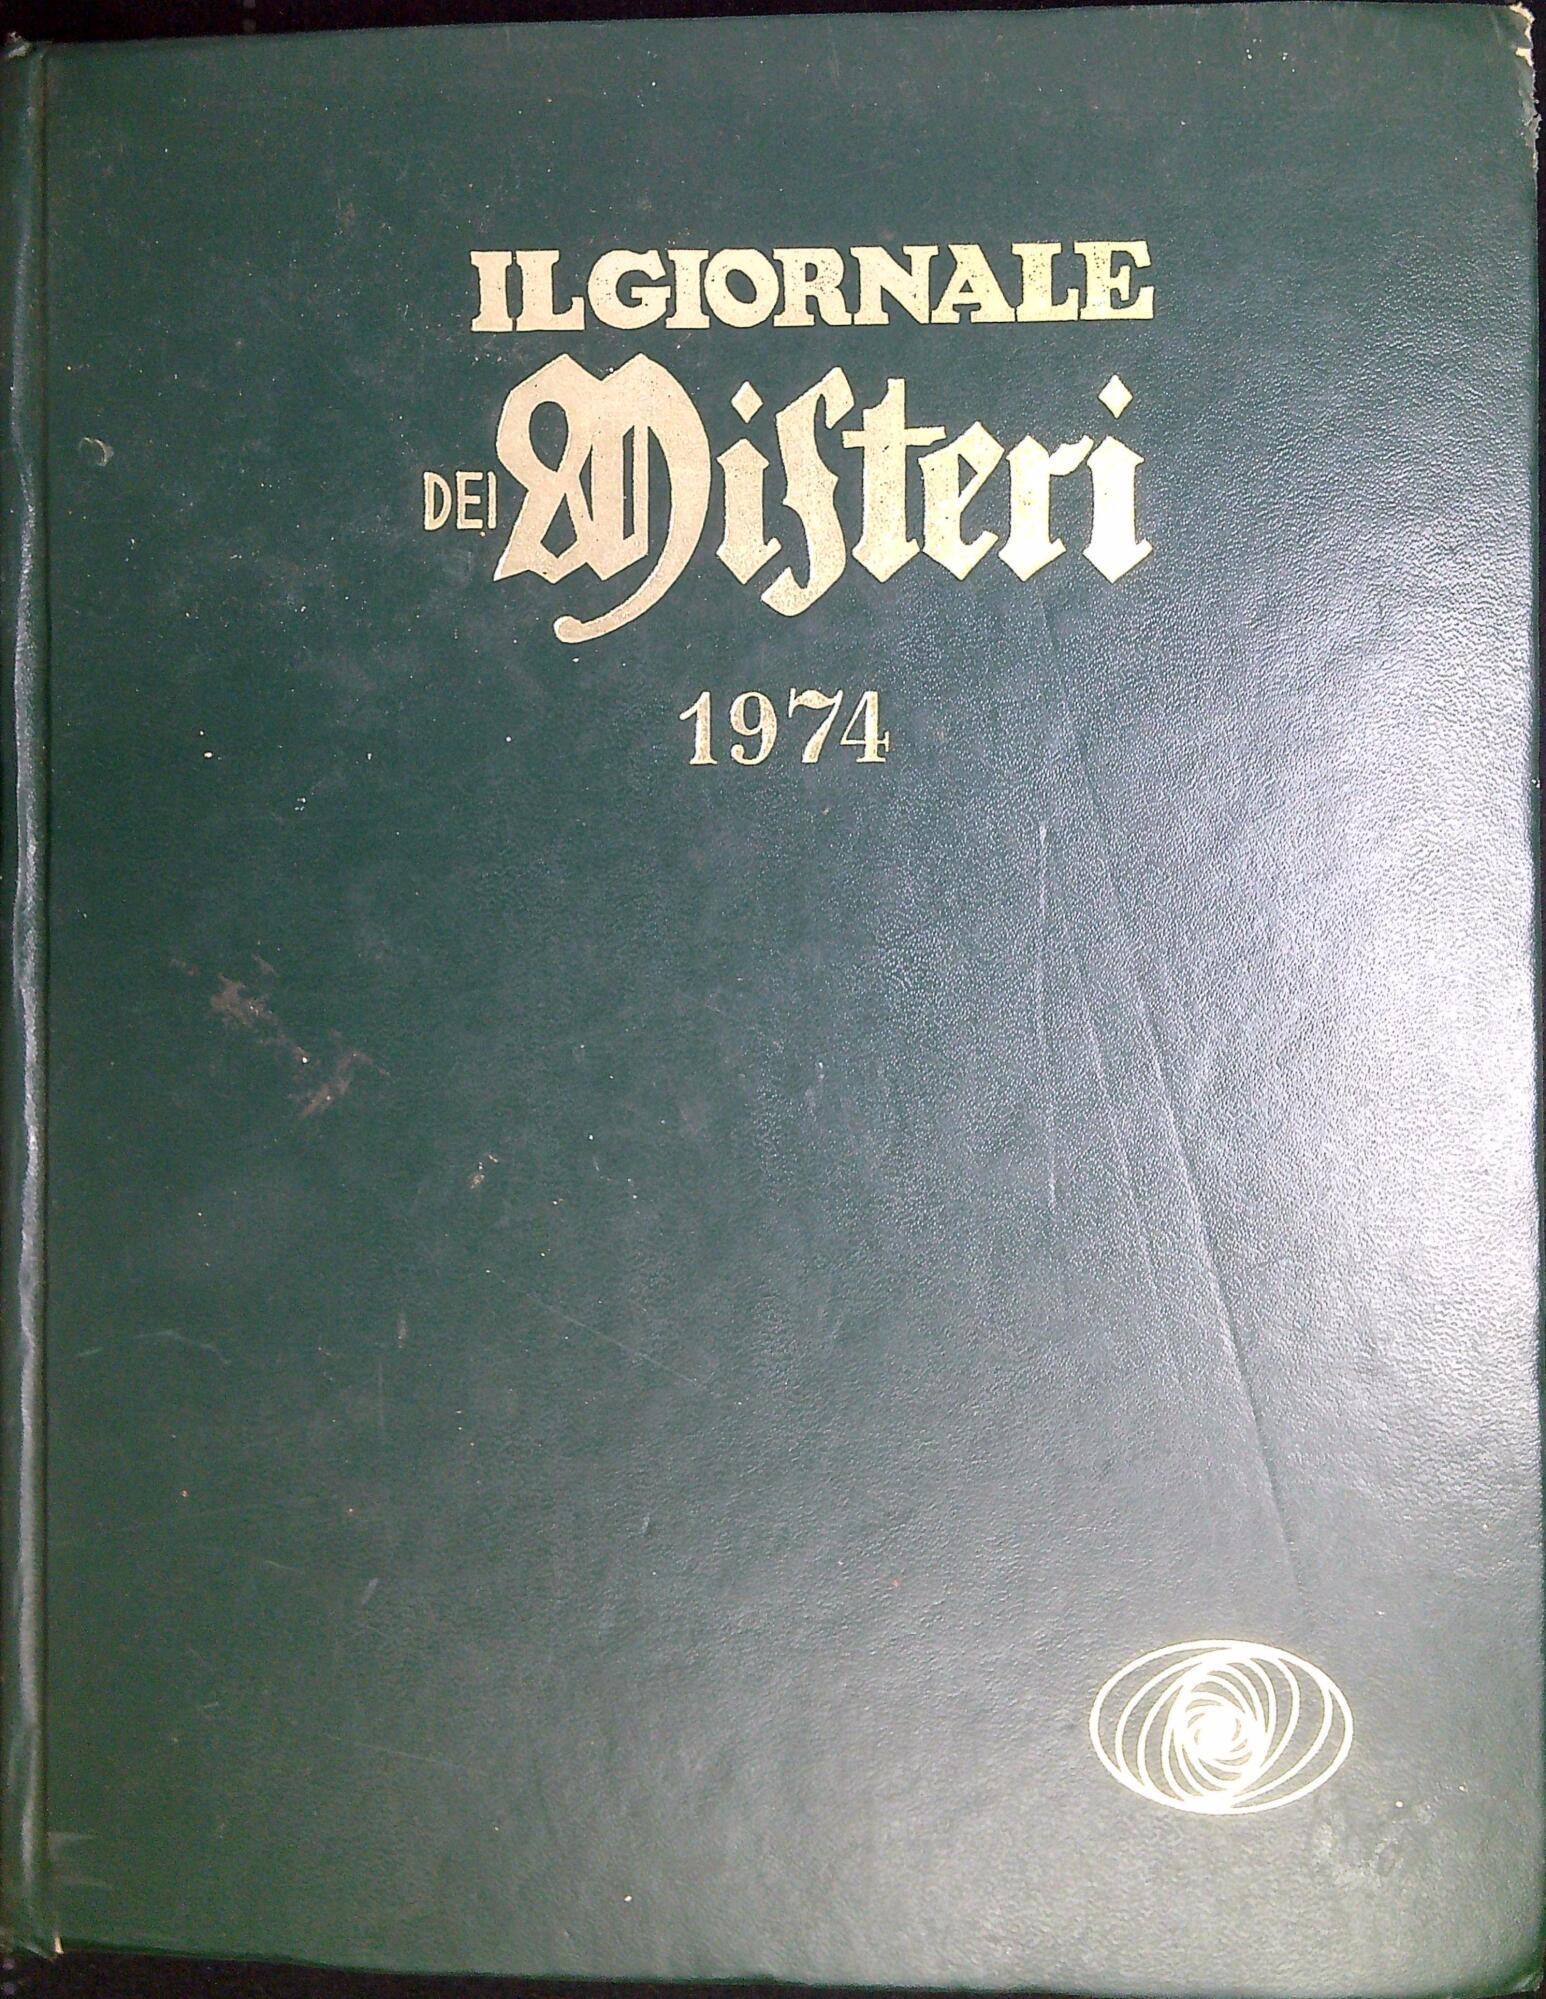 IL GIORNALE
DEI Misteri
1974